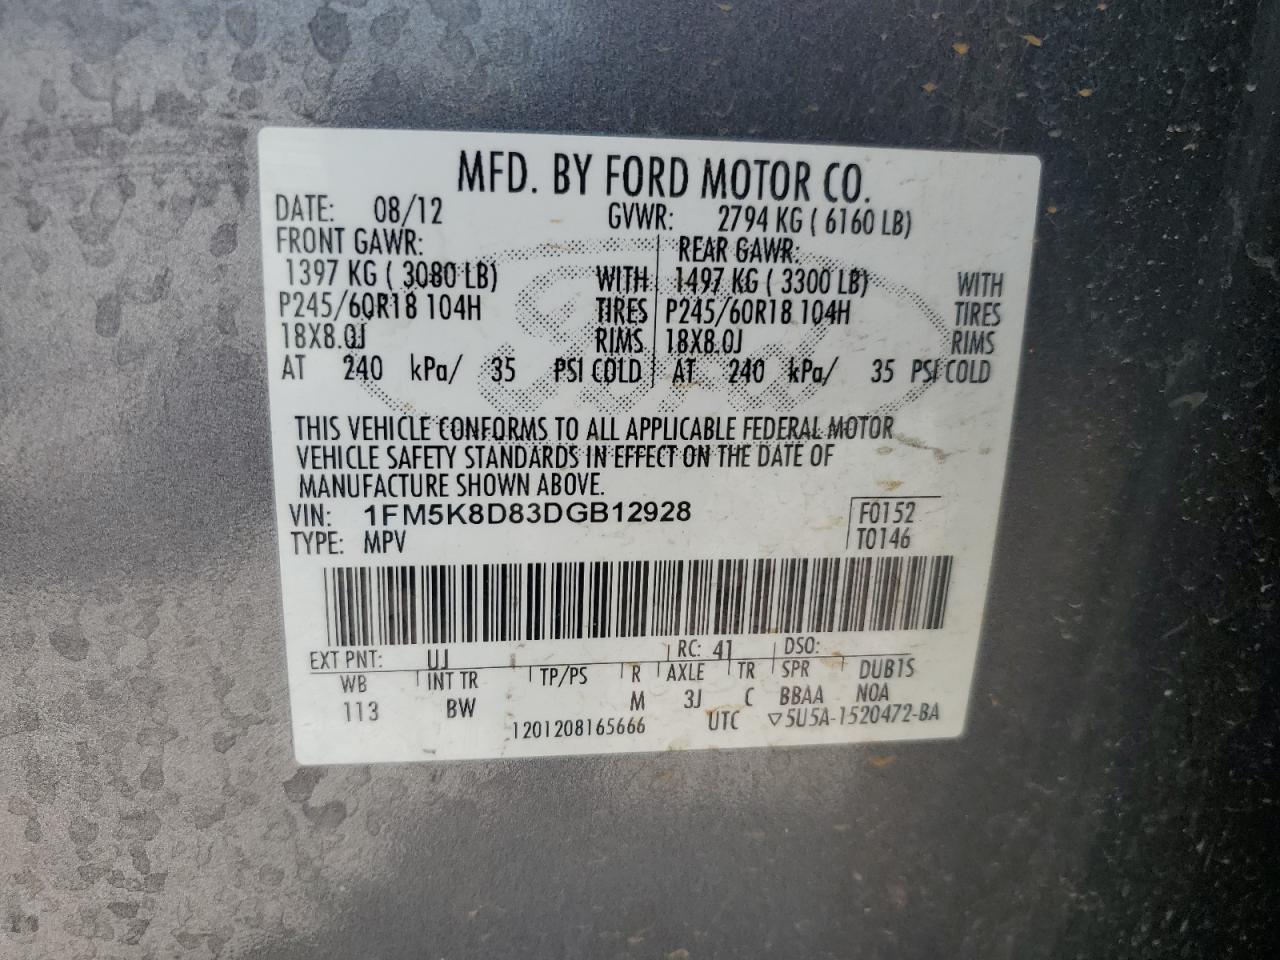 MFD. BY FORD MOTOR CO.
DATE: 08/12 GVWR: 2794 KG ( 6160 LB)
FRONT GAWR: REAR GAWR:
1397 KG ( 3080 LB) WITH 1497 KG ( 3300 LB) WITH
P245/60R18 104H TIRES P245/60R18 104H TIRES
18X8.0J RIMS 18X8.0J RIMS
AT 240 kPa/ 35 PSI COLD AT 240 kPa/ 35 PSI COLD
THIS VEHICLE CONFORMS TO ALL APPLICABLE FEDERAL MOTOR
VEHICLE SAFETY STANDARDS IN EFFECT ON THE DATE OF
MANUFACTURE SHOWN ABOVE.
VIN: 1FM5K8D83DGB12928 F0152
TYPE: MPV T0146
EXT PNT: UJ RC: 41 DSO:
WB INT TR TP/PS R AXLE TR SPR DUB1S
113 BW M 3J C BBAA NOA
1201208165666 UTC ▽5U5A-1520472-BA